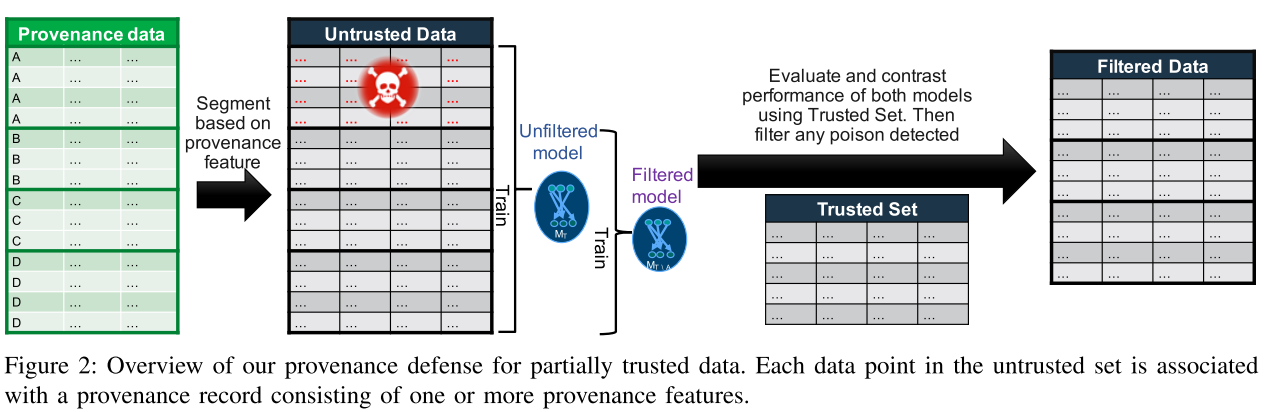 Provenance data
A … …
A … …
A … …
A … …
B … …
B … …
B … …
C … …
C … …
C … …
D … …
D … …
D … …
D … …
Segment
based on
provenance
feature
Untrusted Data
… … … …
… … … …
… … … …
… … … …
… … … …
… … … …
… … … …
… … … …
… … … …
… … … …
… … … …
… … … …
… … … …
… … … …
Train
Unfiltered
model
M_T
Train
Filtered
model
M_T \ A
Evaluate and contrast
performance of both models
using Trusted Set. Then
filter any poison detected
Trusted Set
… … … …
… … … …
… … … …
… … … …
… … … …
Filtered Data
… … … …
… … … …
… … … …
… … … …
… … … …
… … … …
… … … …
… … … …
… … … …
… … … …
Figure 2: Overview of our provenance defense for partially trusted data. Each data point in the untrusted set is associated
with a provenance record consisting of one or more provenance features.